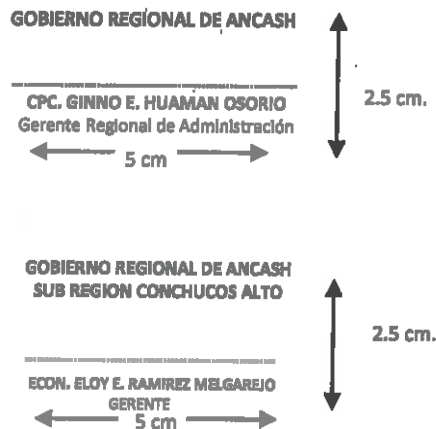 GOBIERNO REGIONAL DE ANCASH
2.5 cm.
CPC. GINNO E. HUAMAN OSORIO
Gerente Regional de Administración
5 cm
GOBIERNO REGIONAL DE ANCASH
SUB REGION CONCHUCOS ALTO
2.5 cm.
ECON. ELOY E. RAMIREZ MELGAREJO
GERENTE
5 cm